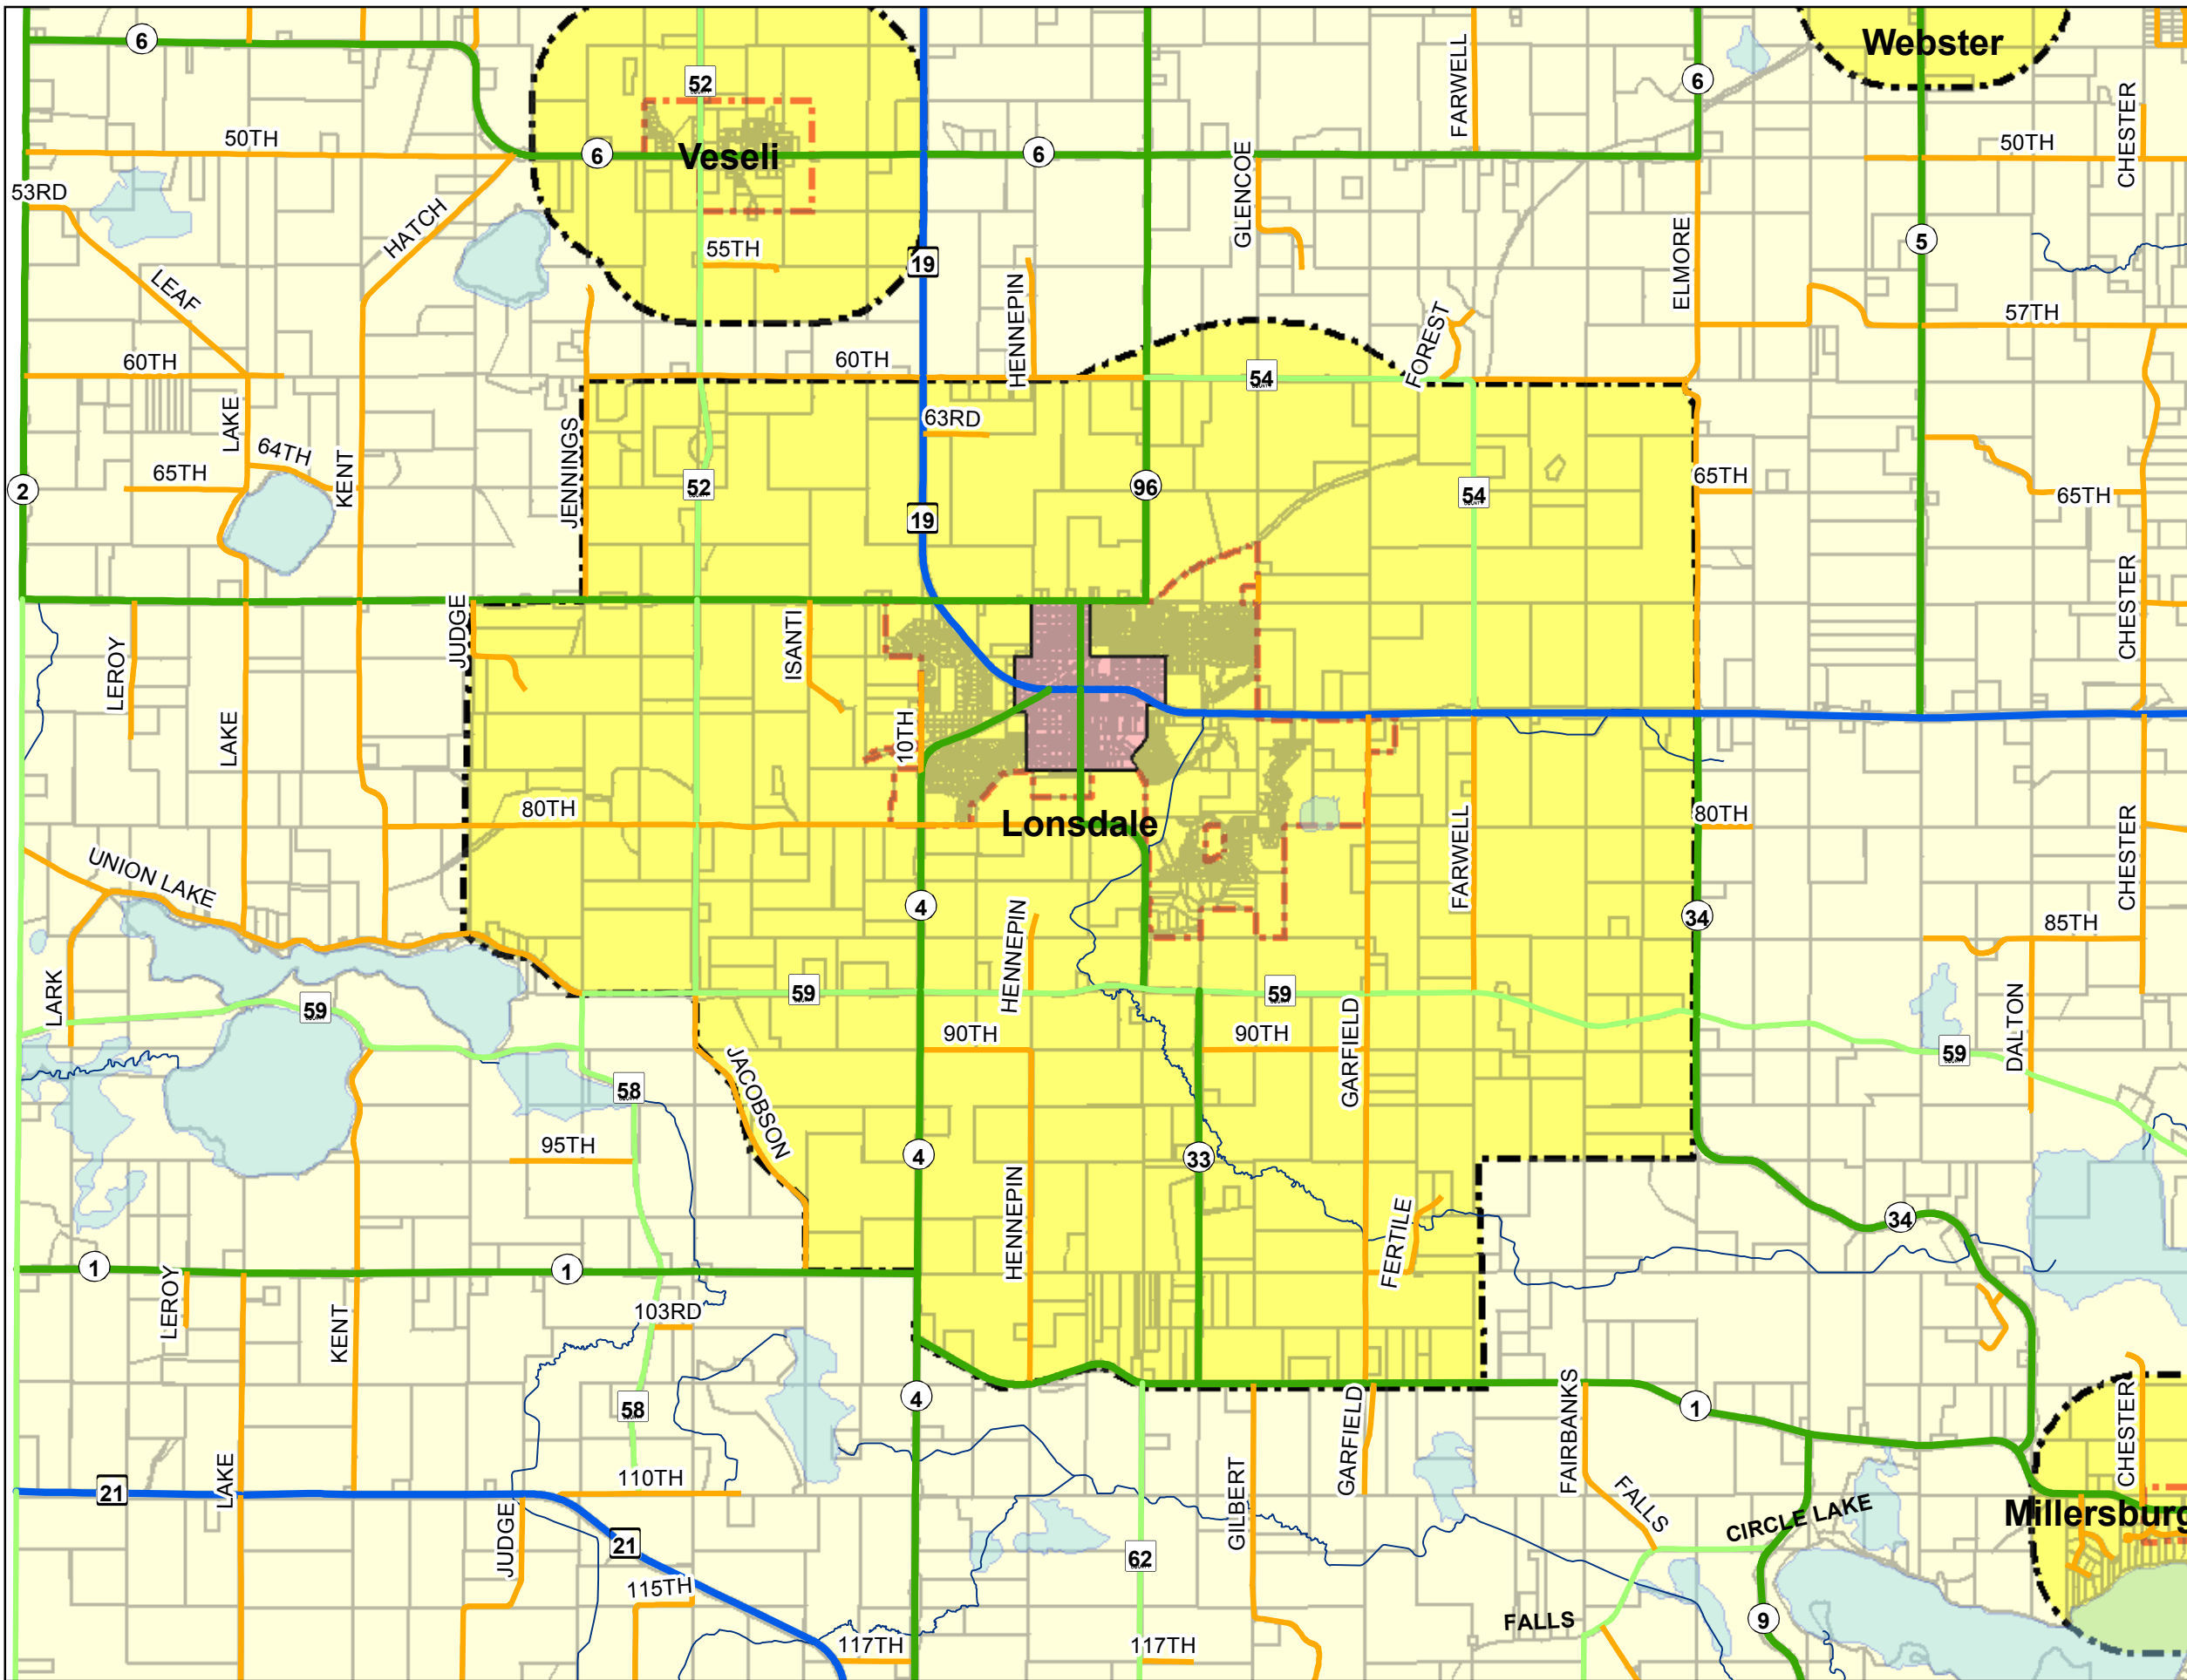 6
52
Webster
6
FARWELL
50TH
6
Veseli
6
GLENCOE
50TH
CHESTER
53RD
HATCH
55TH
19
5
LEAF
HENNEPIN
ELMORE
57TH
60TH
60TH
54
FOREST
LAKE
63RD
64TH
65TH
KENT
JENNINGS
52
96
54
65TH
65TH
2
19
JUDGE
LEROY
ISANTI
CHESTER
LAKE
10TH
80TH
Lonsdale
FARWELL
80TH
CHESTER
UNION LAKE
4
HENNEPIN
34
85TH
LARK
59
59
59
GARFIELD
DALTON
90TH
90TH
59
58
JACOBSON
95TH
4
33
HENNEPIN
FERTILE
34
1
1
LEROY
103RD
KENT
58
4
GARFIELD
FAIRBANKS
1
CHESTER
LAKE
110TH
21
GILBERT
FALLS
CIRCLE LAKE
Millersburg
JUDGE
21
62
115TH
117TH
117TH
FALLS
9